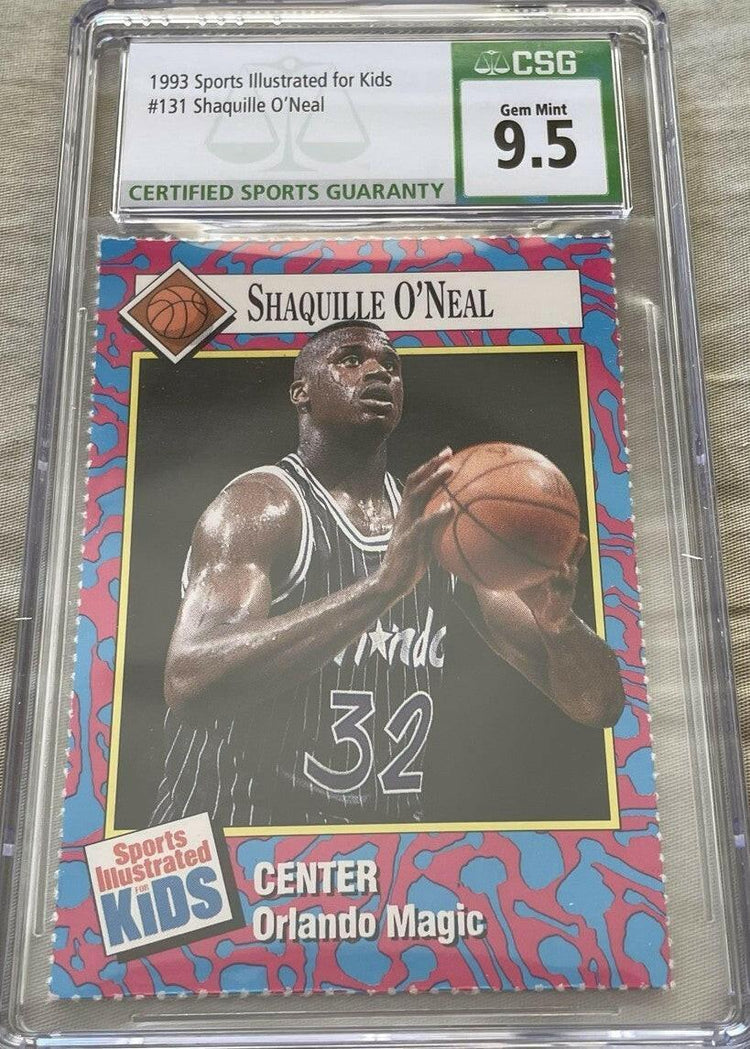 1993 Sports Illustrated for Kids
#131 Shaquille O'Neal
CERTIFIED SPORTS GUARANTY
CSG
Gem Mint
9.5
SHAQUILLE O'NEAL
Orlando
32
Sports
Illustrated
FOR
KIDS
CENTER
Orlando Magic